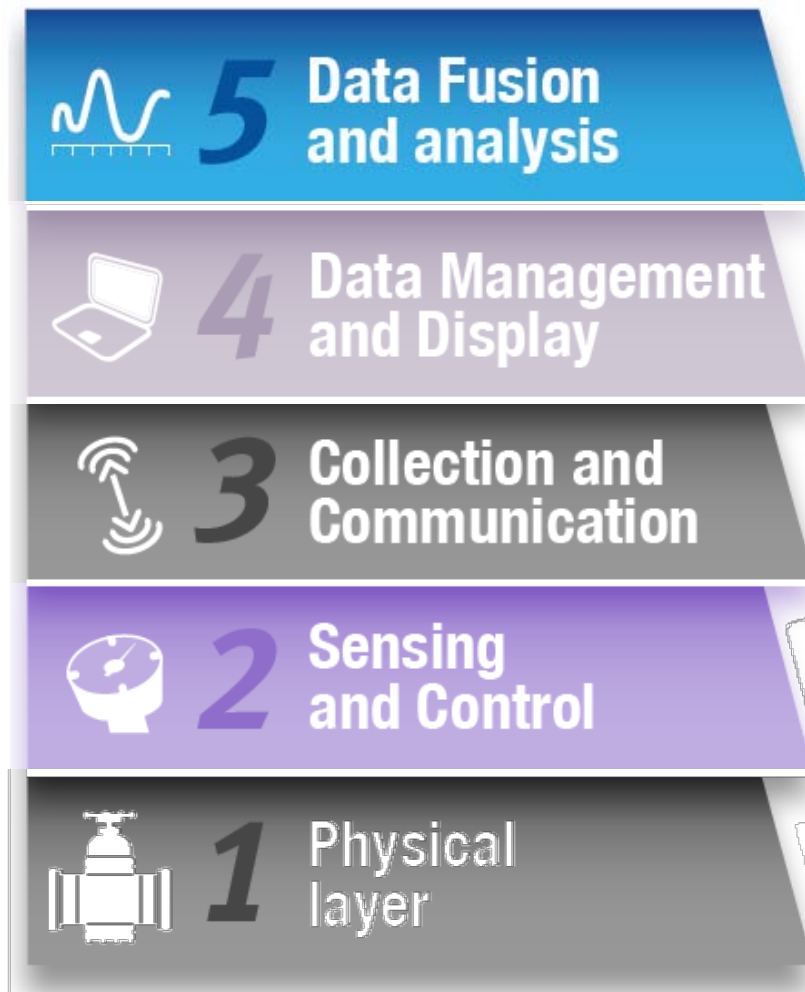 5 Data Fusion
and analysis
4 Data Management
and Display
3 Collection and
Communication
2 Sensing
and Control
1 Physical
layer